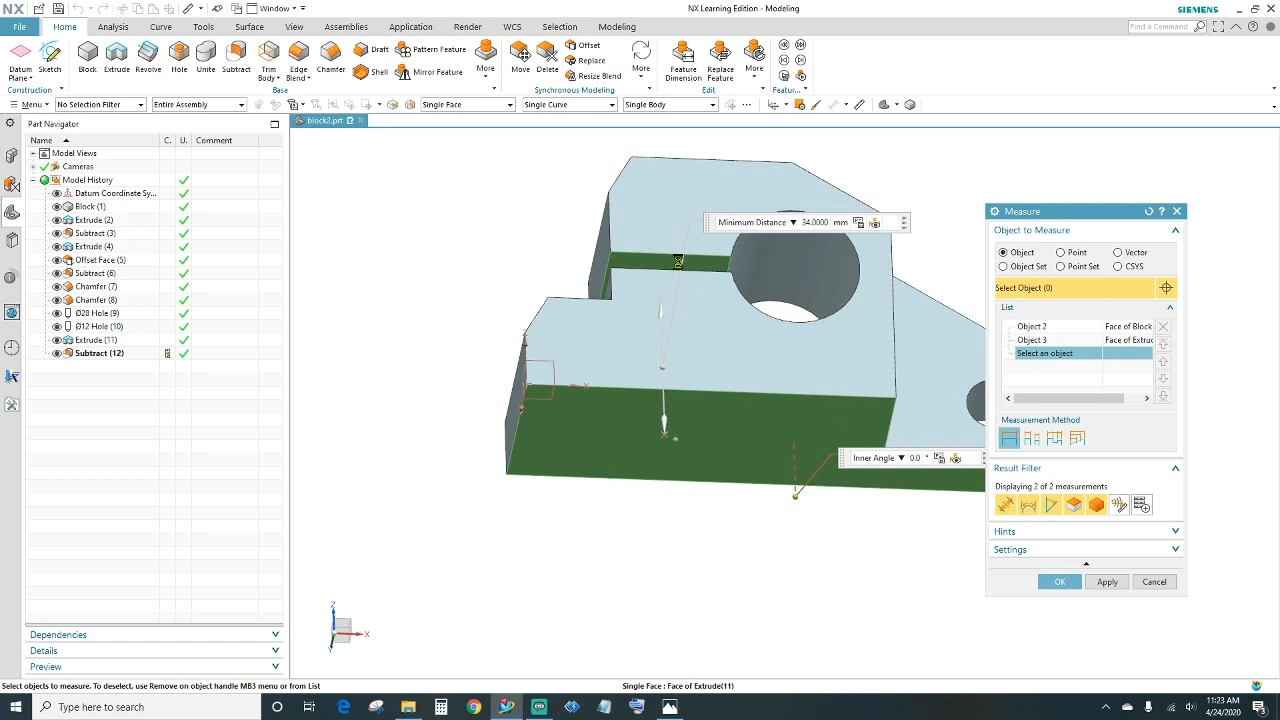 NX
Window
NX Learning Edition - Modeling
SIEMENS
File
Home
Analysis
Curve
Tools
Surface
View
Assemblies
Application
Render
WCS
Selection
Modeling
Find a Command
Datum Plane
Sketch
Block
Extrude
Revolve
Hole
Unite
Subtract
Trim Body
Edge Blend
Chamfer
Draft
Shell
Pattern Feature
Mirror Feature
More
Move
Delete
Offset
Replace
Resize Blend
More
Feature Dimension
Replace Feature
More
Construction
Base
Synchronous Modeling
Edit
Featur...
Menu
No Selection Filter
Entire Assembly
Single Face
Single Curve
Single Body
Part Navigator
block2.prt
Name
C.
U.
Comment
Model Views
Cameras
Model History
Datum Coordinate Sy...
Block (1)
Extrude (2)
Subtract (3)
Extrude (4)
Offset Face (5)
Subtract (6)
Chamfer (7)
Chamfer (8)
Ø28 Hole (9)
Ø12 Hole (10)
Extrude (11)
Subtract (12)
Minimum Distance 34.0000 mm
Inner Angle 0.0 °
X
Z
X
Y
Measure
Object to Measure
Object
Point
Vector
Object Set
Point Set
CSYS
Select Object (0)
List
Object 2 Face of Block
Object 3 Face of Extruc
Select an object
Measurement Method
Result Filter
Displaying 2 of 2 measurements
Hints
Settings
OK
Apply
Cancel
Dependencies
Details
Preview
Select objects to measure. To deselect, use Remove on object handle MB3 menu or from List
Single Face : Face of Extrude(11)
Type here to search
11:23 AM
4/24/2020